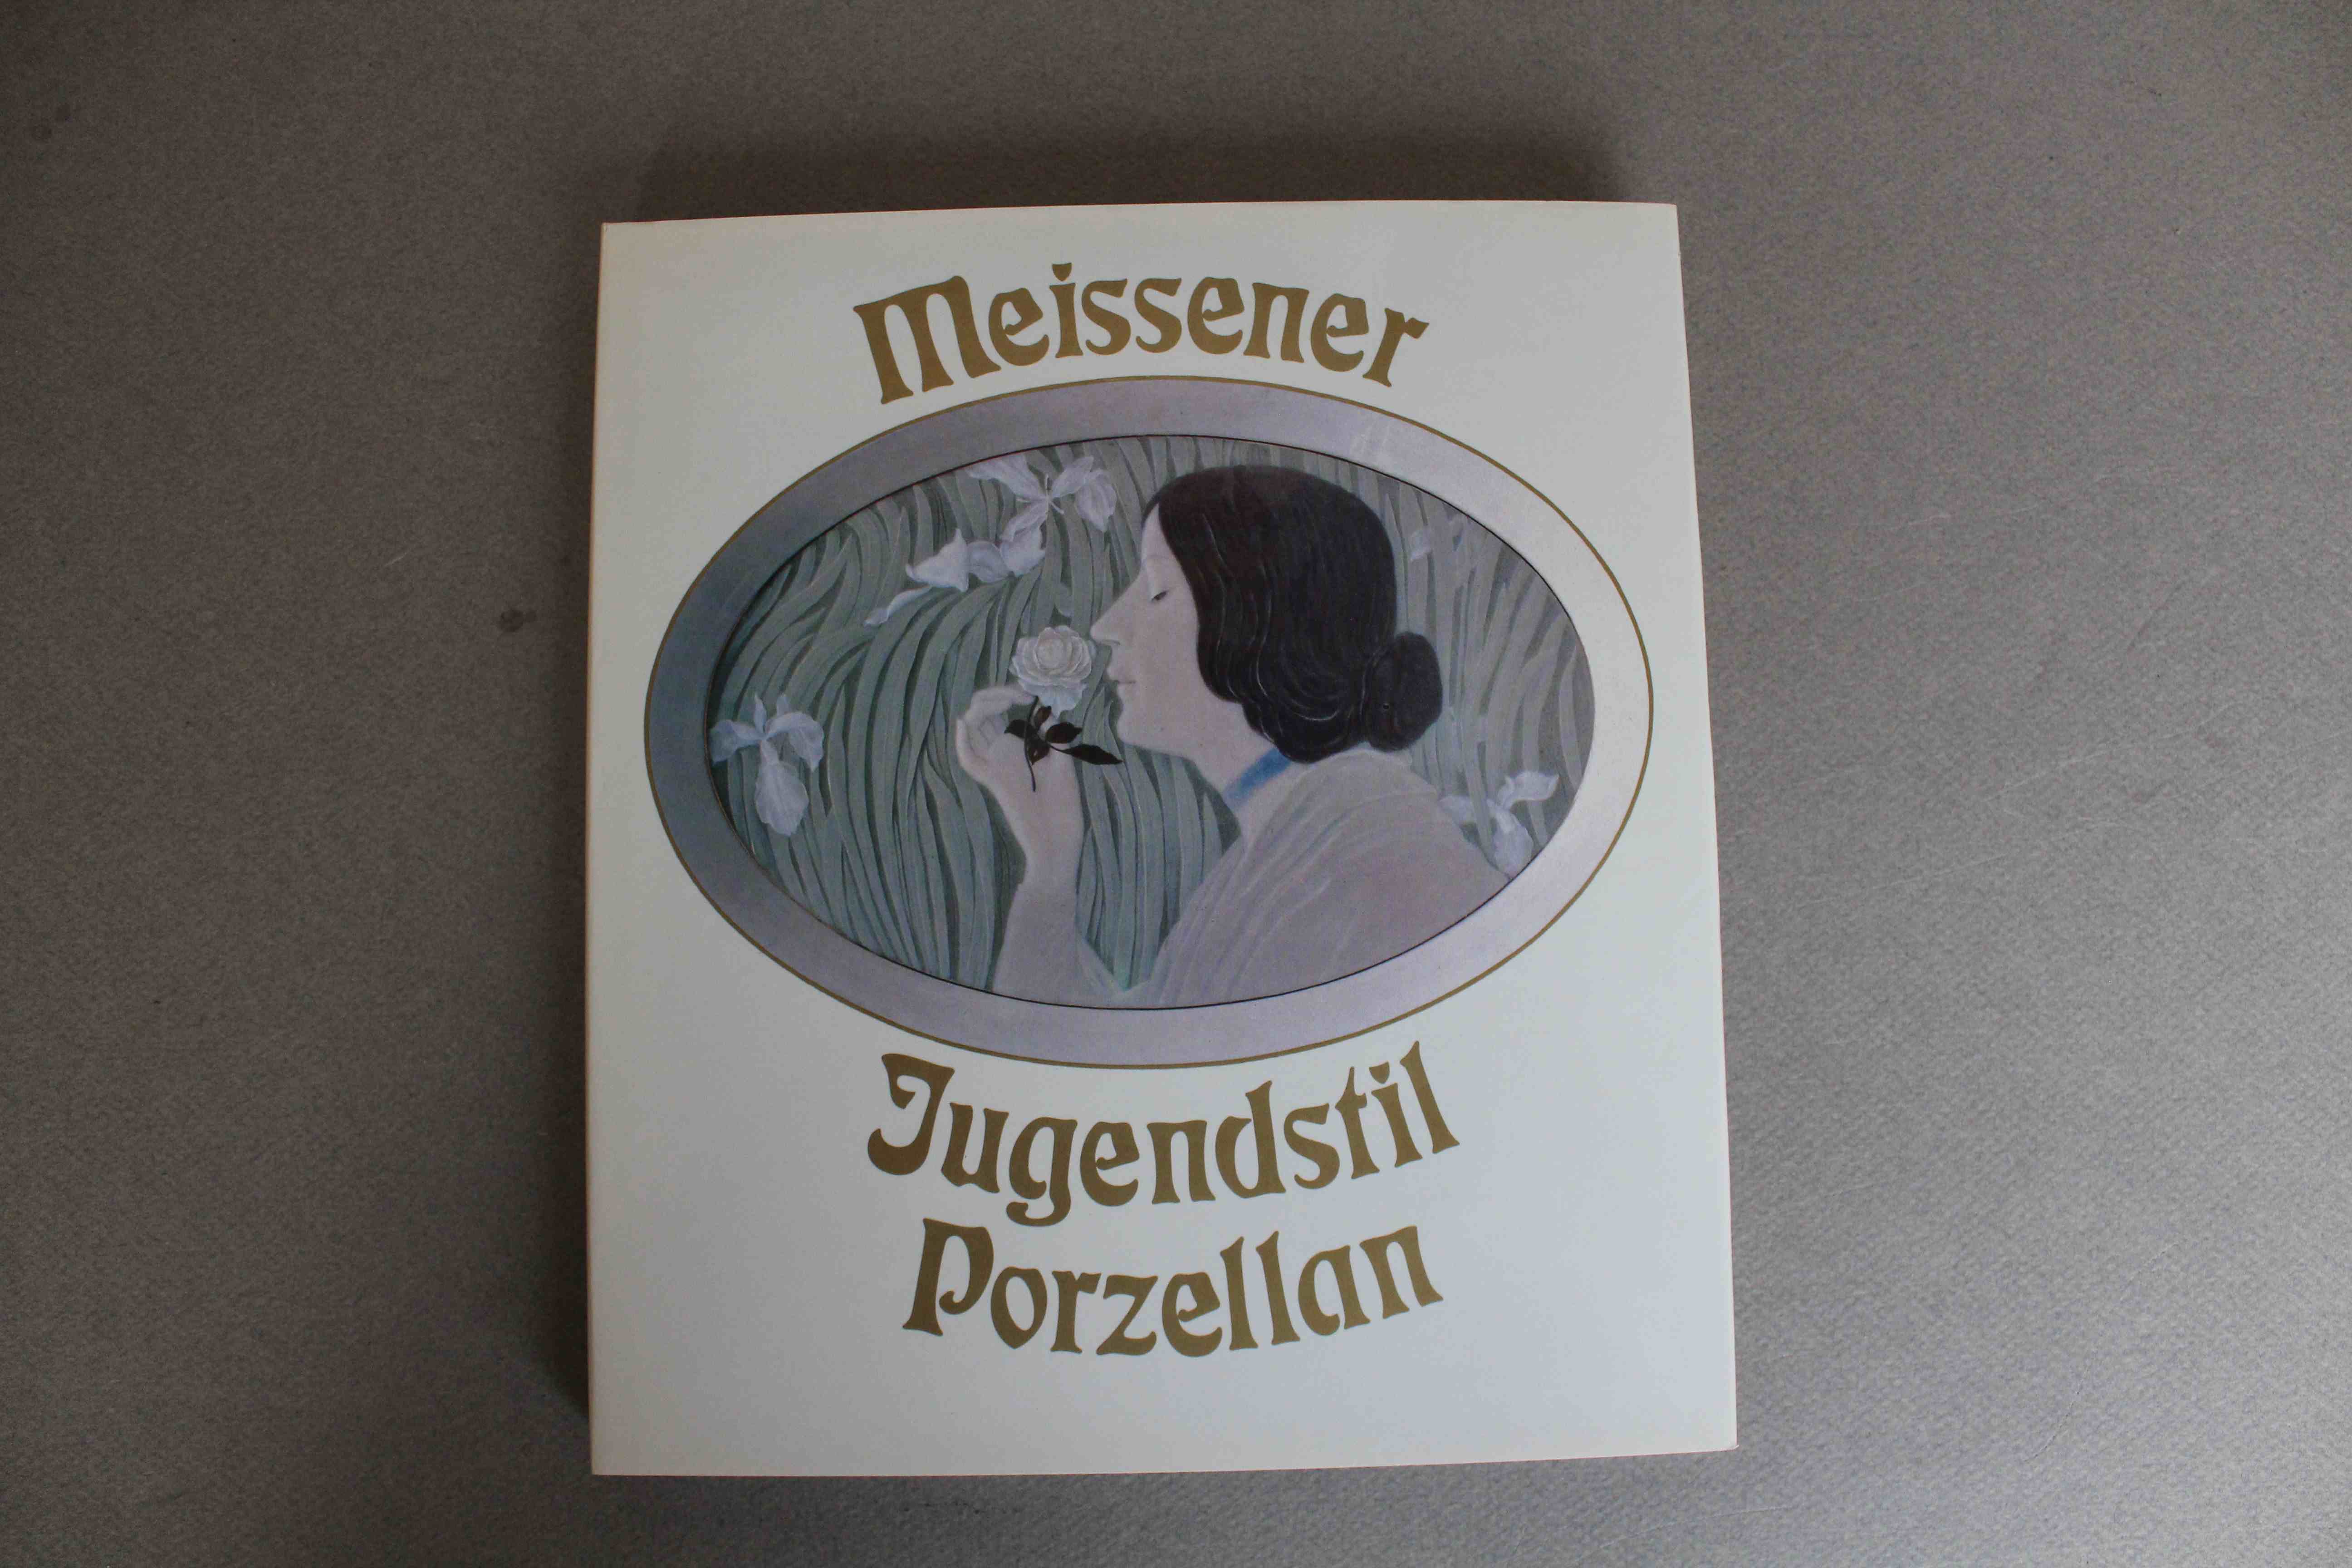 Meissener
Jugendstil
Porzellan